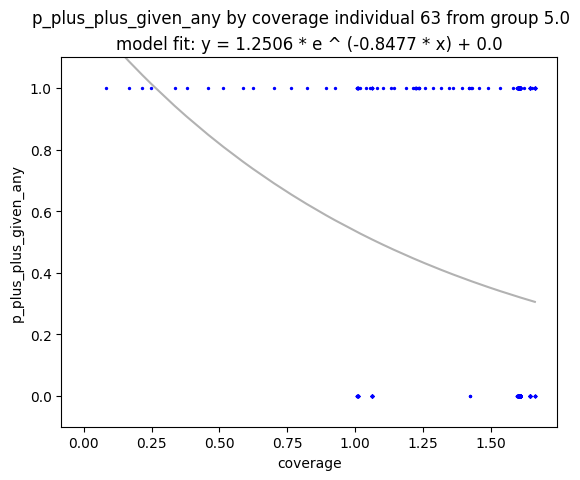 p_plus_plus_given_any by coverage individual 63 from group 5.0
model fit: y = 1.2506 * e ^ (-0.8477 * x) + 0.0
1.0
0.8
0.6
0.4
0.2
0.0
p_plus_plus_given_any
0.00 0.25 0.50 0.75 1.00 1.25 1.50
coverage